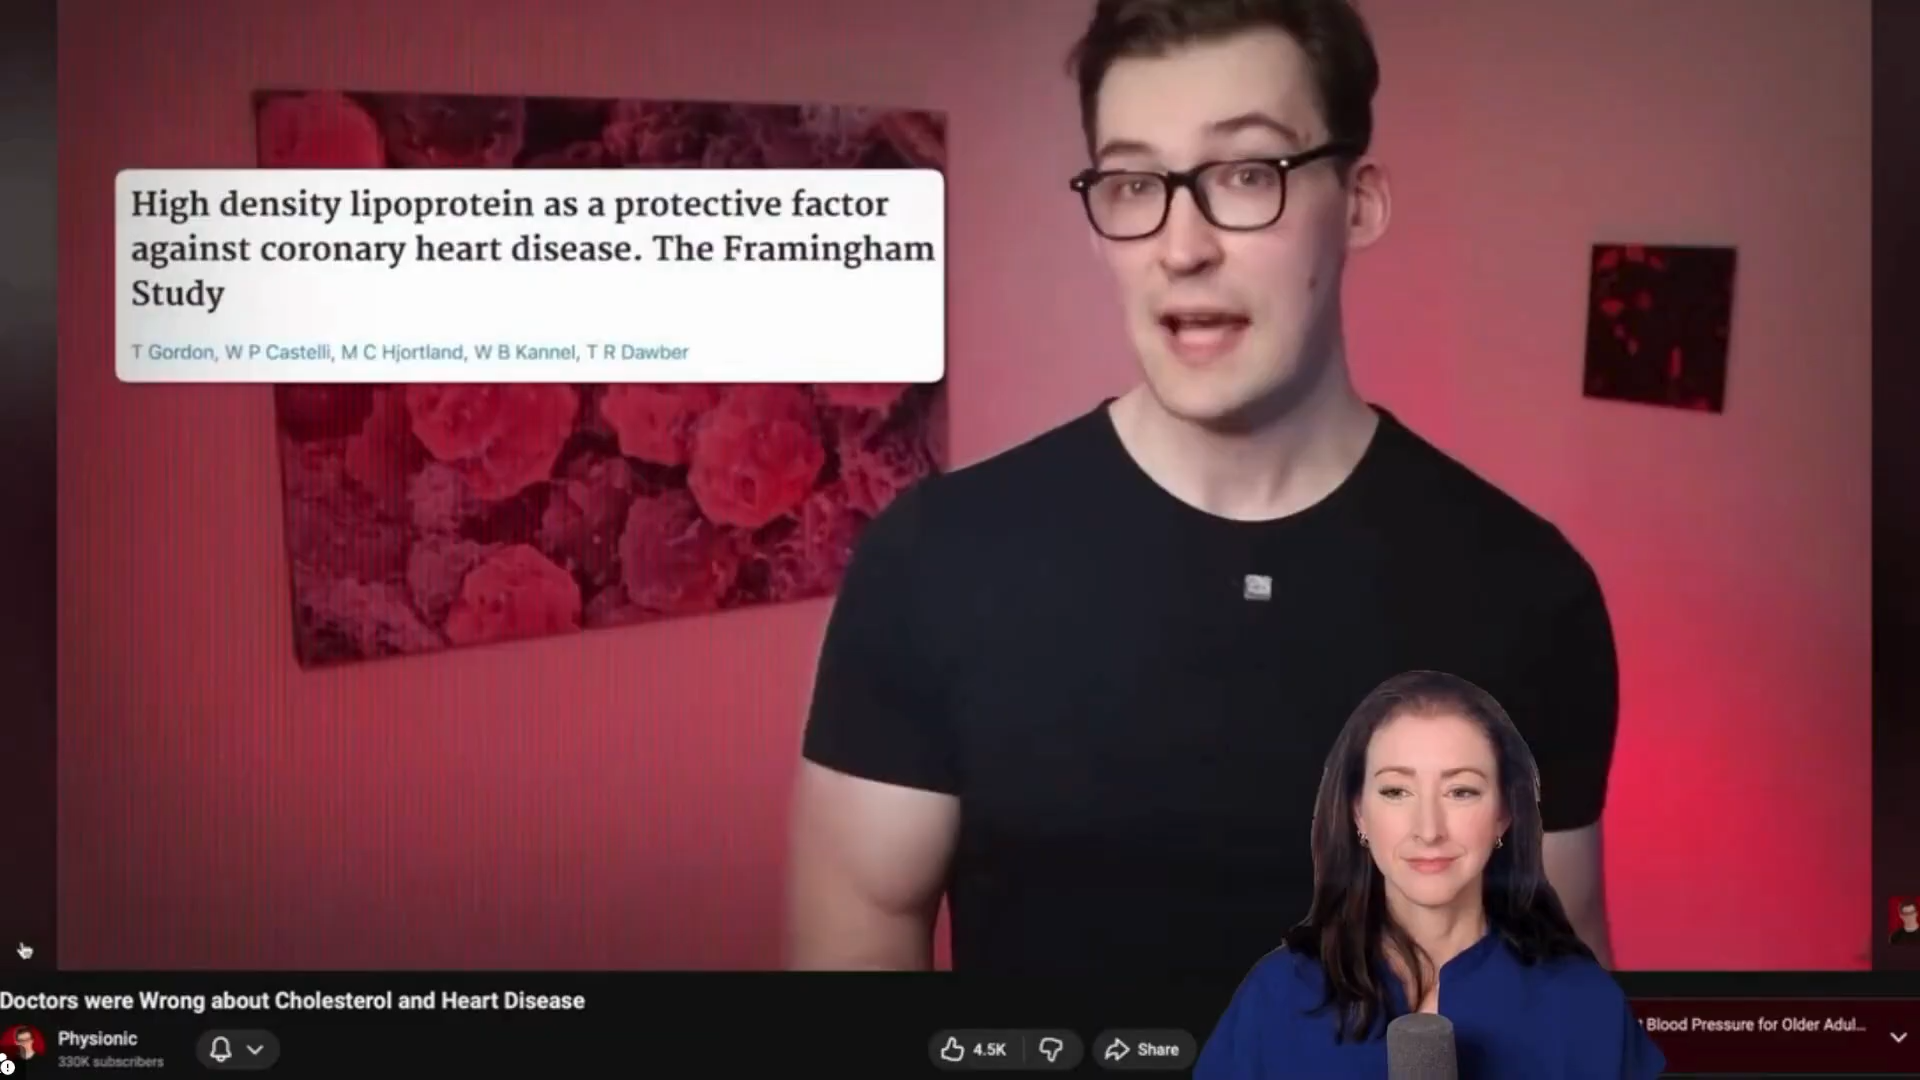 High density lipoprotein as a protective factor
against coronary heart disease. The Framingham
Study
T Gordon, W P Castelli, M C Hjortland, W B Kannel, T R Dawber
Doctors were Wrong about Cholesterol and Heart Disease
Physionic
330K subscribers
4.5K
Share
Blood Pressure for Older Adul...